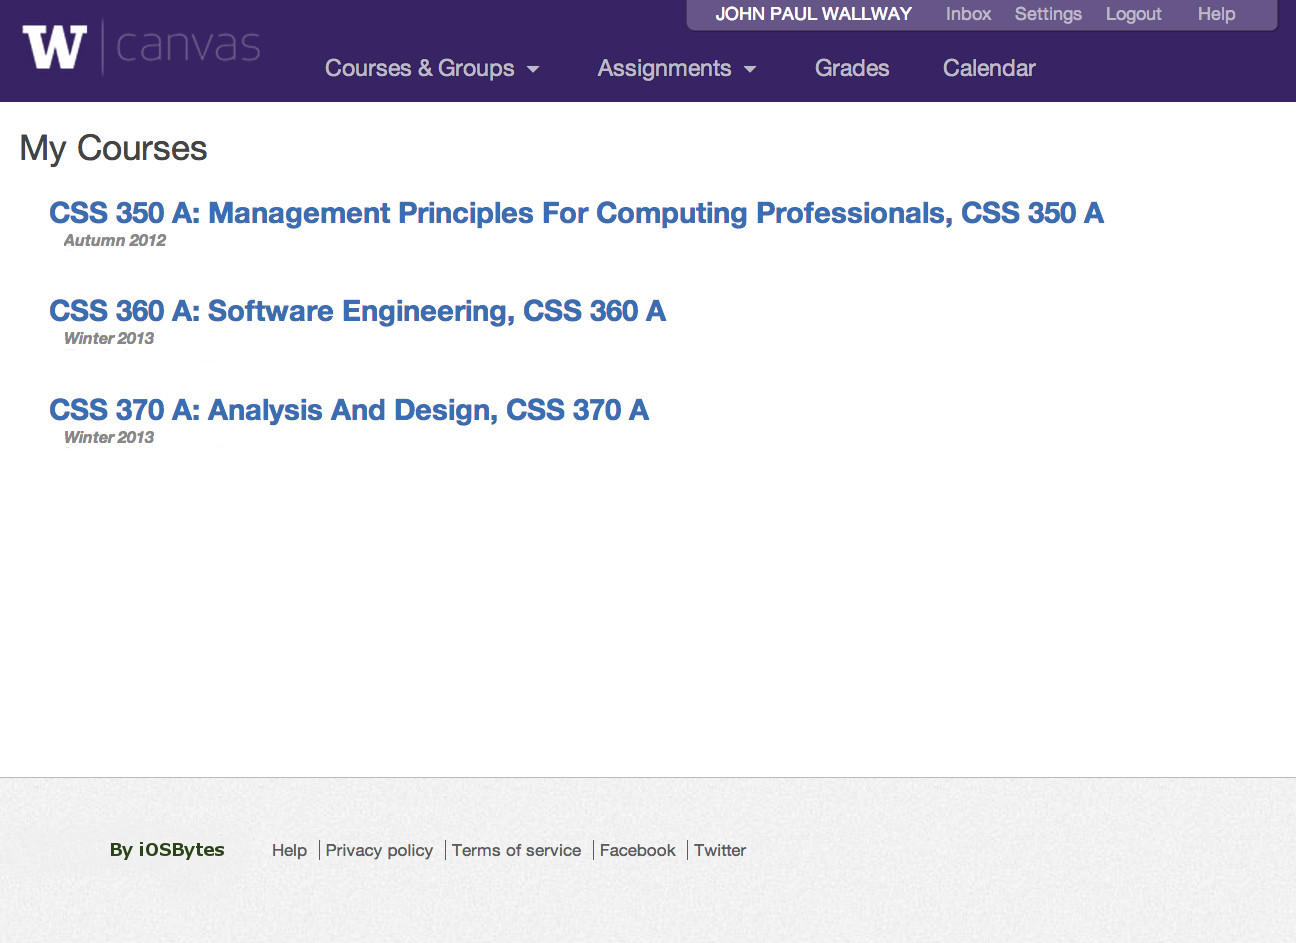 JOHN PAUL WALLWAY Inbox Settings Logout Help
W canvas
Courses & Groups Assignments Grades Calendar
My Courses
CSS 350 A: Management Principles For Computing Professionals, CSS 350 A
Autumn 2012
CSS 360 A: Software Engineering, CSS 360 A
Winter 2013
CSS 370 A: Analysis And Design, CSS 370 A
Winter 2013
By iOSBytes Help Privacy policy Terms of service Facebook Twitter